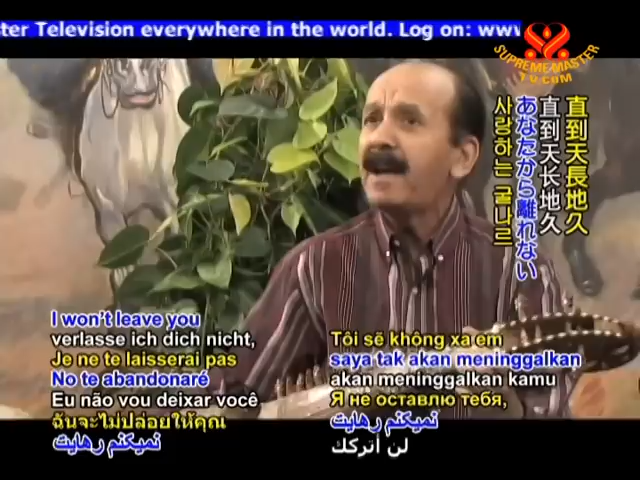 ter Television everywhere in the world. Log on: www
SUPREMEMASTER
TV.COM
直到天長地久
直到天长地久
あなたから離れない
사랑하는 굴나르
I won't leave you
verlasse ich dich nicht,
Je ne te laisserai pas
No te abandonaré
Eu não vou deixar você
ฉันจะไม่ปล่อยให้คุณ
نمیکنم رهایت
Tôi sẽ không xa em
saya tak akan meninggalkan
akan meninggalkan kamu
Я не оставлю тебя,
نمیکنم رهایت
لن أتركك